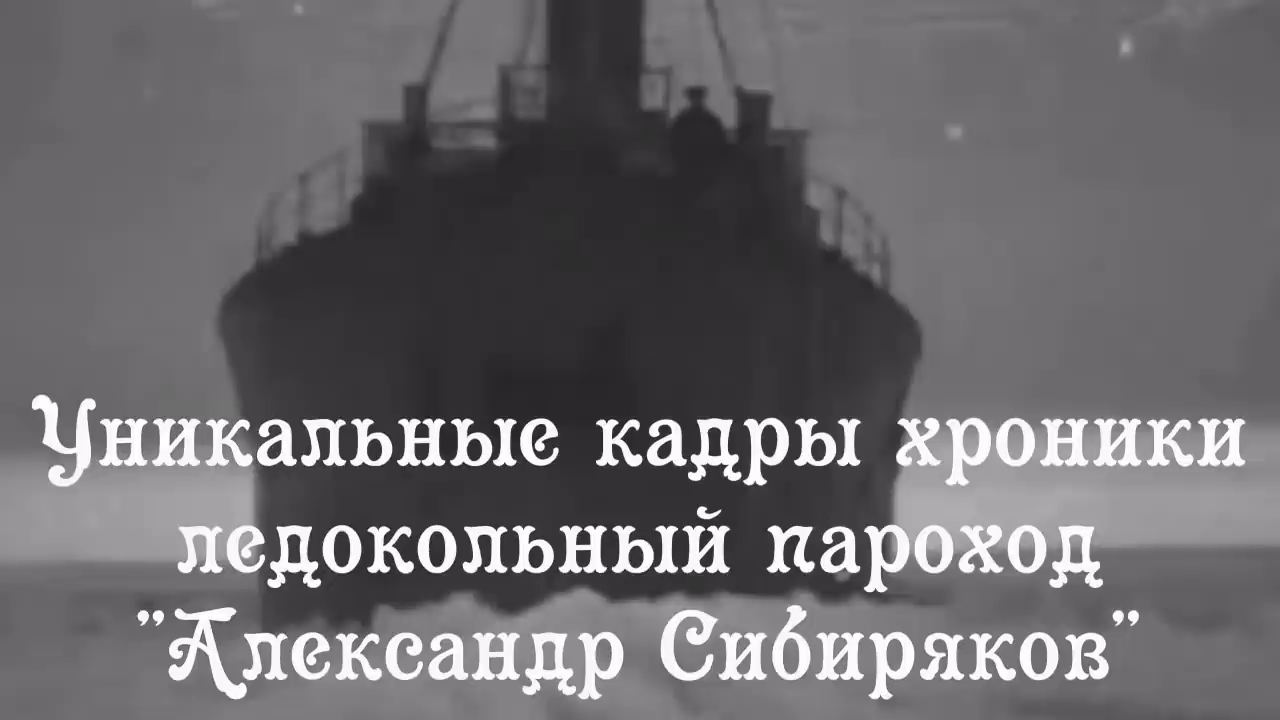 Уникальные кадры хроники
ледокольный пароход
"Александр Сибиряков"